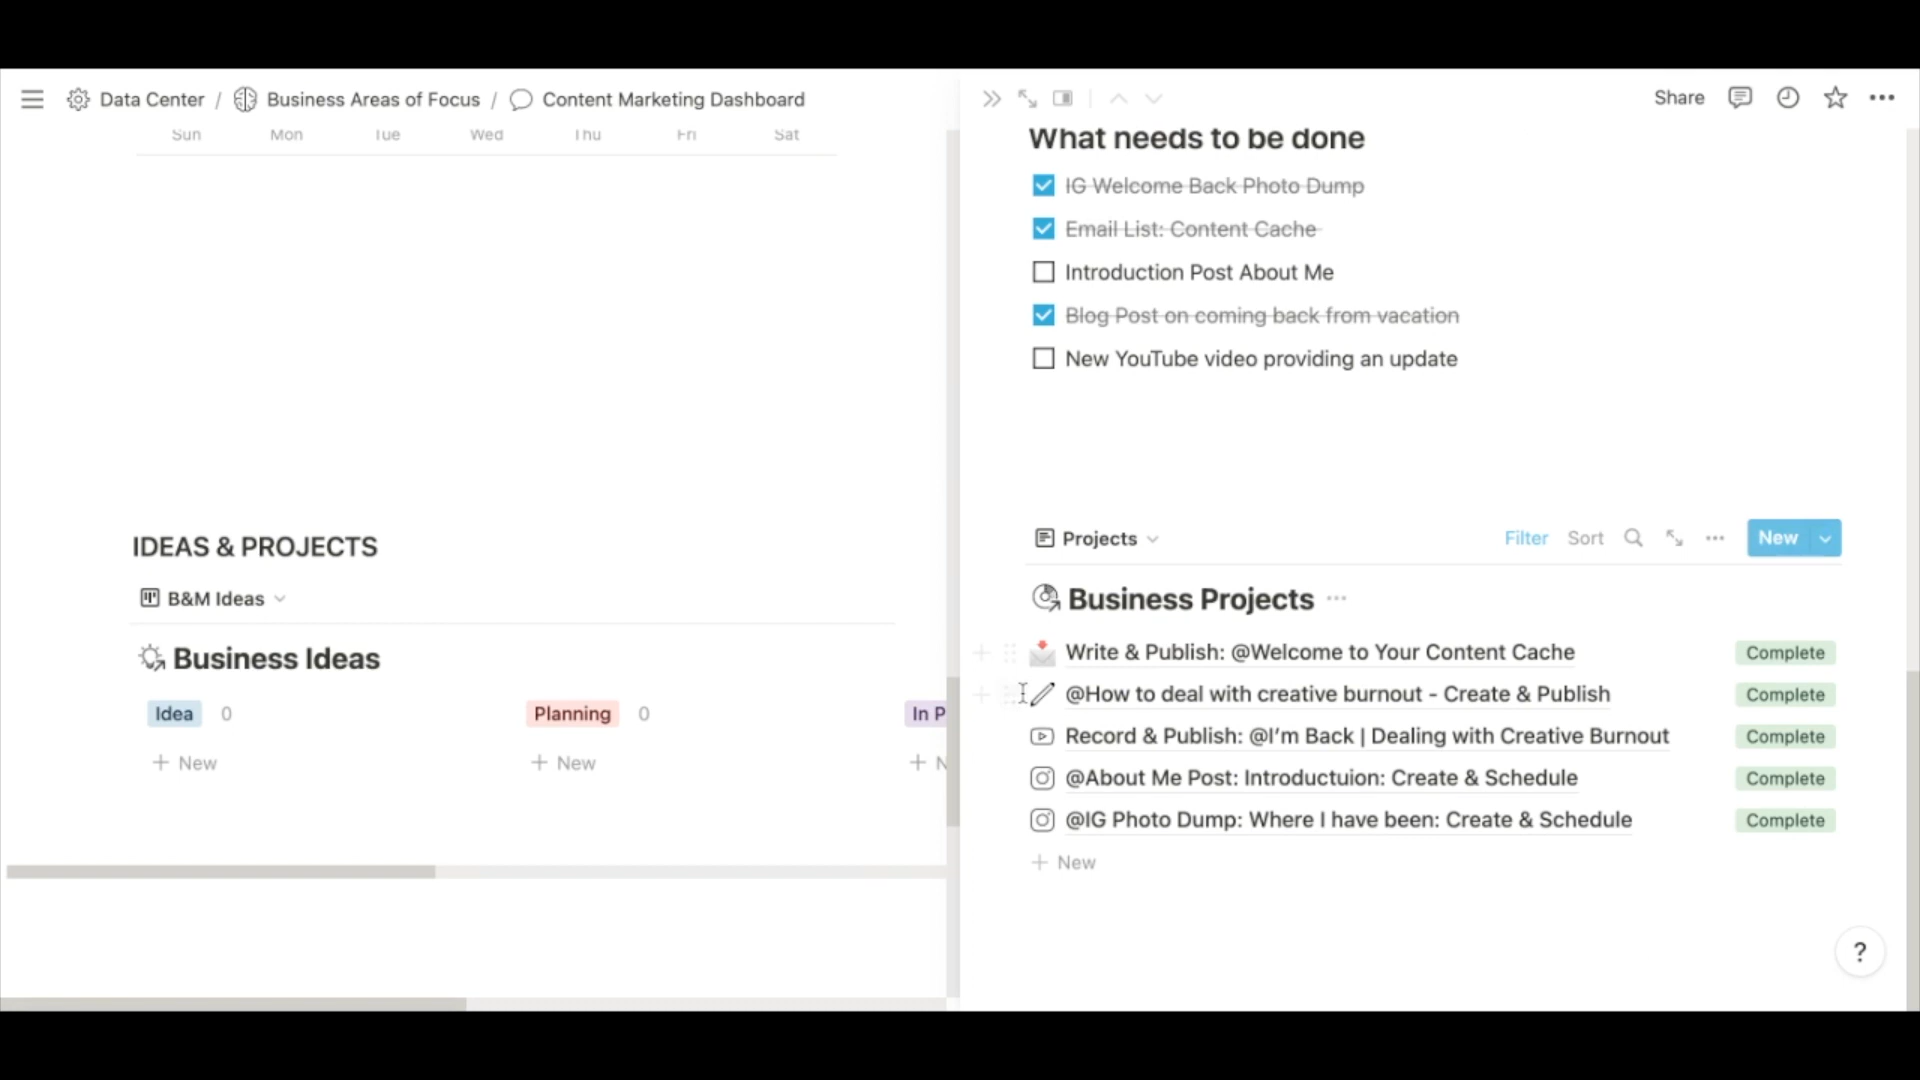 Data Center / Business Areas of Focus / Content Marketing Dashboard
Sun Mon Tue Wed Thu Fri Sat
IDEAS & PROJECTS
B&M Ideas
Business Ideas
Idea 0 Planning 0 In P
+ New + New + N
Share
What needs to be done
IG Welcome Back Photo Dump
Email List: Content Cache
Introduction Post About Me
Blog Post on coming back from vacation
New YouTube video providing an update
Projects Filter Sort New
Business Projects
Write & Publish: @Welcome to Your Content Cache Complete
@How to deal with creative burnout - Create & Publish Complete
Record & Publish: @I’m Back | Dealing with Creative Burnout Complete
@About Me Post: Introductuion: Create & Schedule Complete
@IG Photo Dump: Where I have been: Create & Schedule Complete
+ New
?